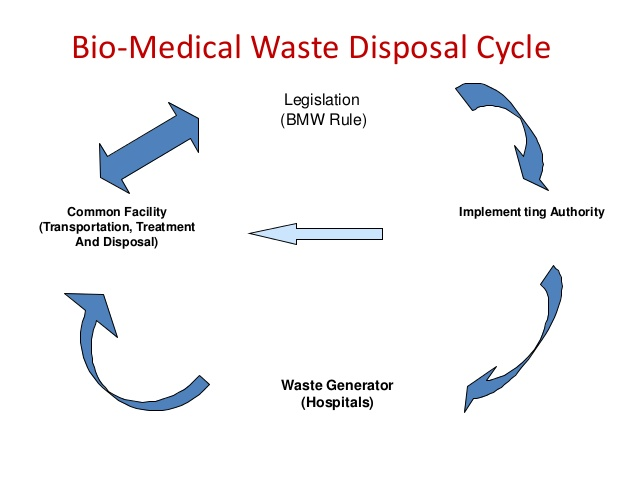 Bio-Medical Waste Disposal Cycle
Legislation
(BMW Rule)
Common Facility
(Transportation, Treatment
And Disposal)
Implement ting Authority
Waste Generator
(Hospitals)